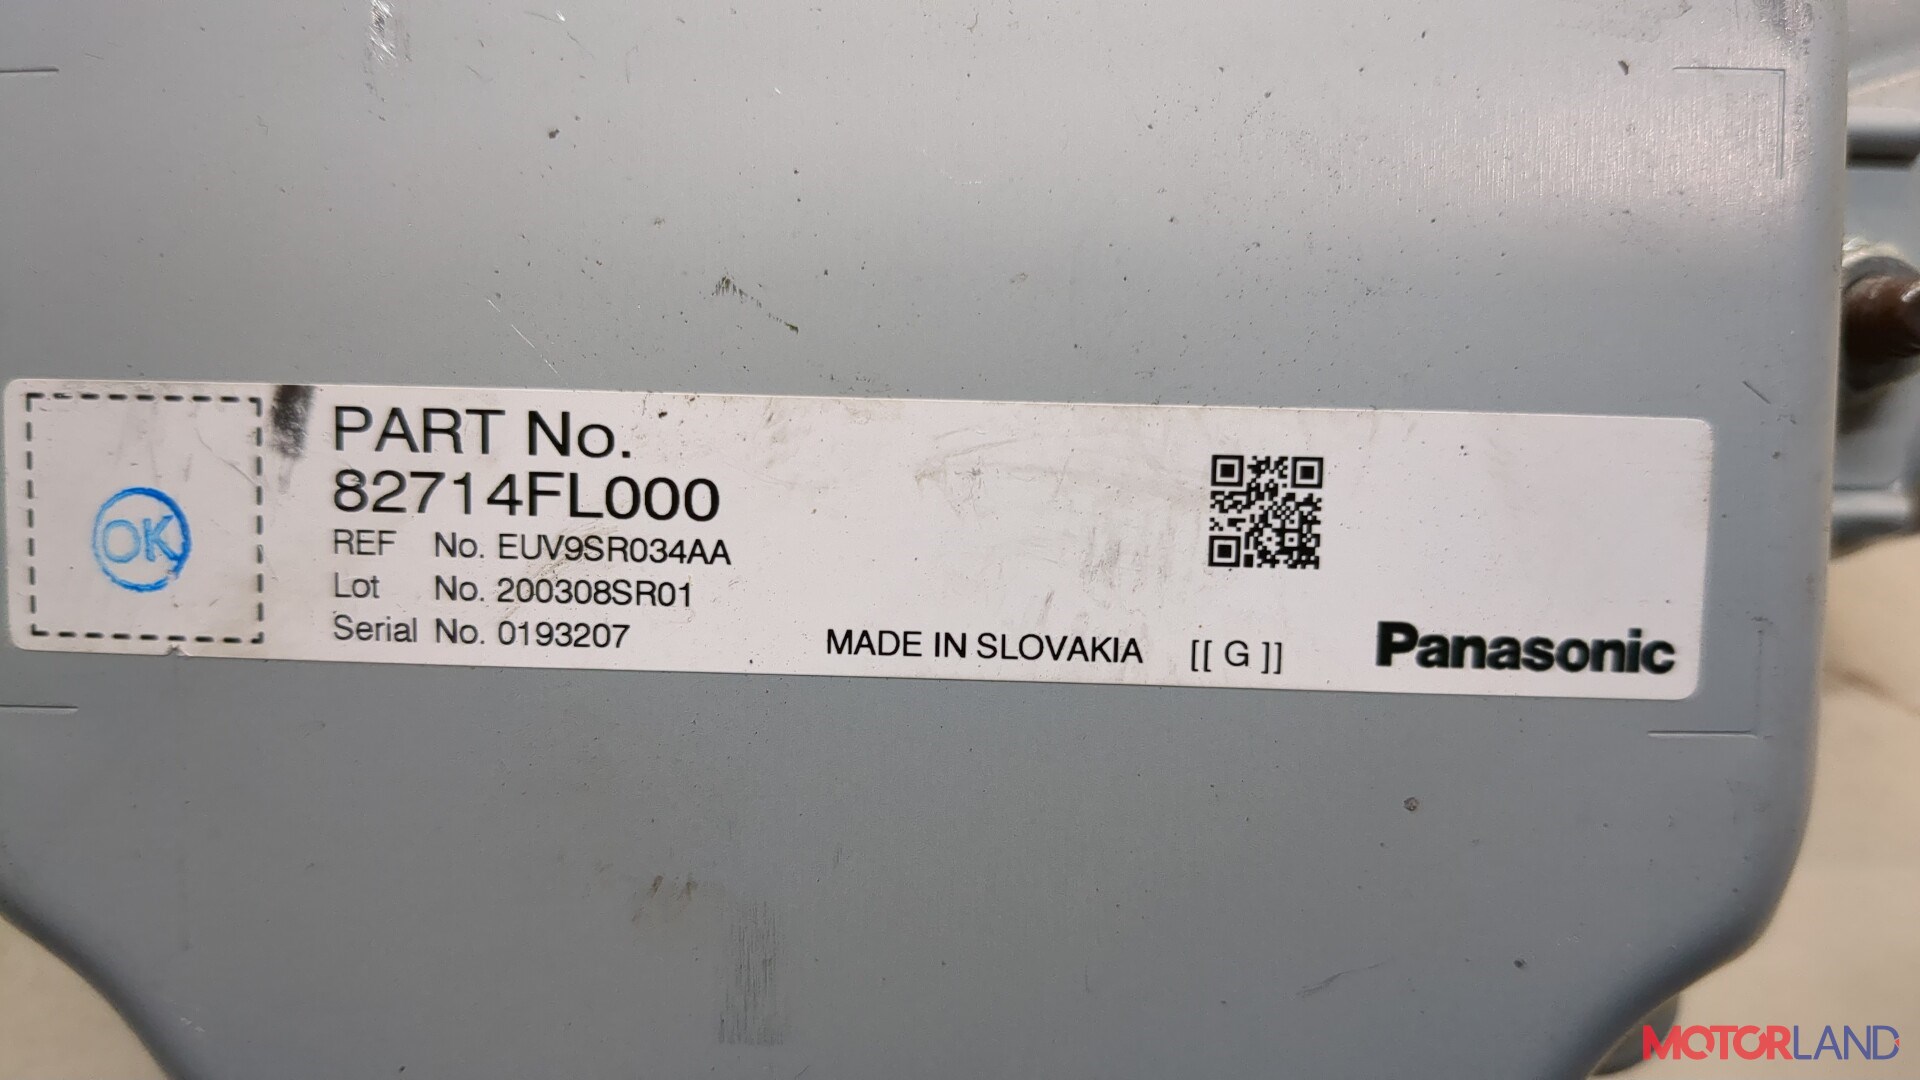 OK
PART No.
82714FL000
REF No. EUV9SR034AA
Lot No. 200308SR01
Serial No. 0193207
MADE IN SLOVAKIA [[ G ]]
Panasonic
MOTORLAND